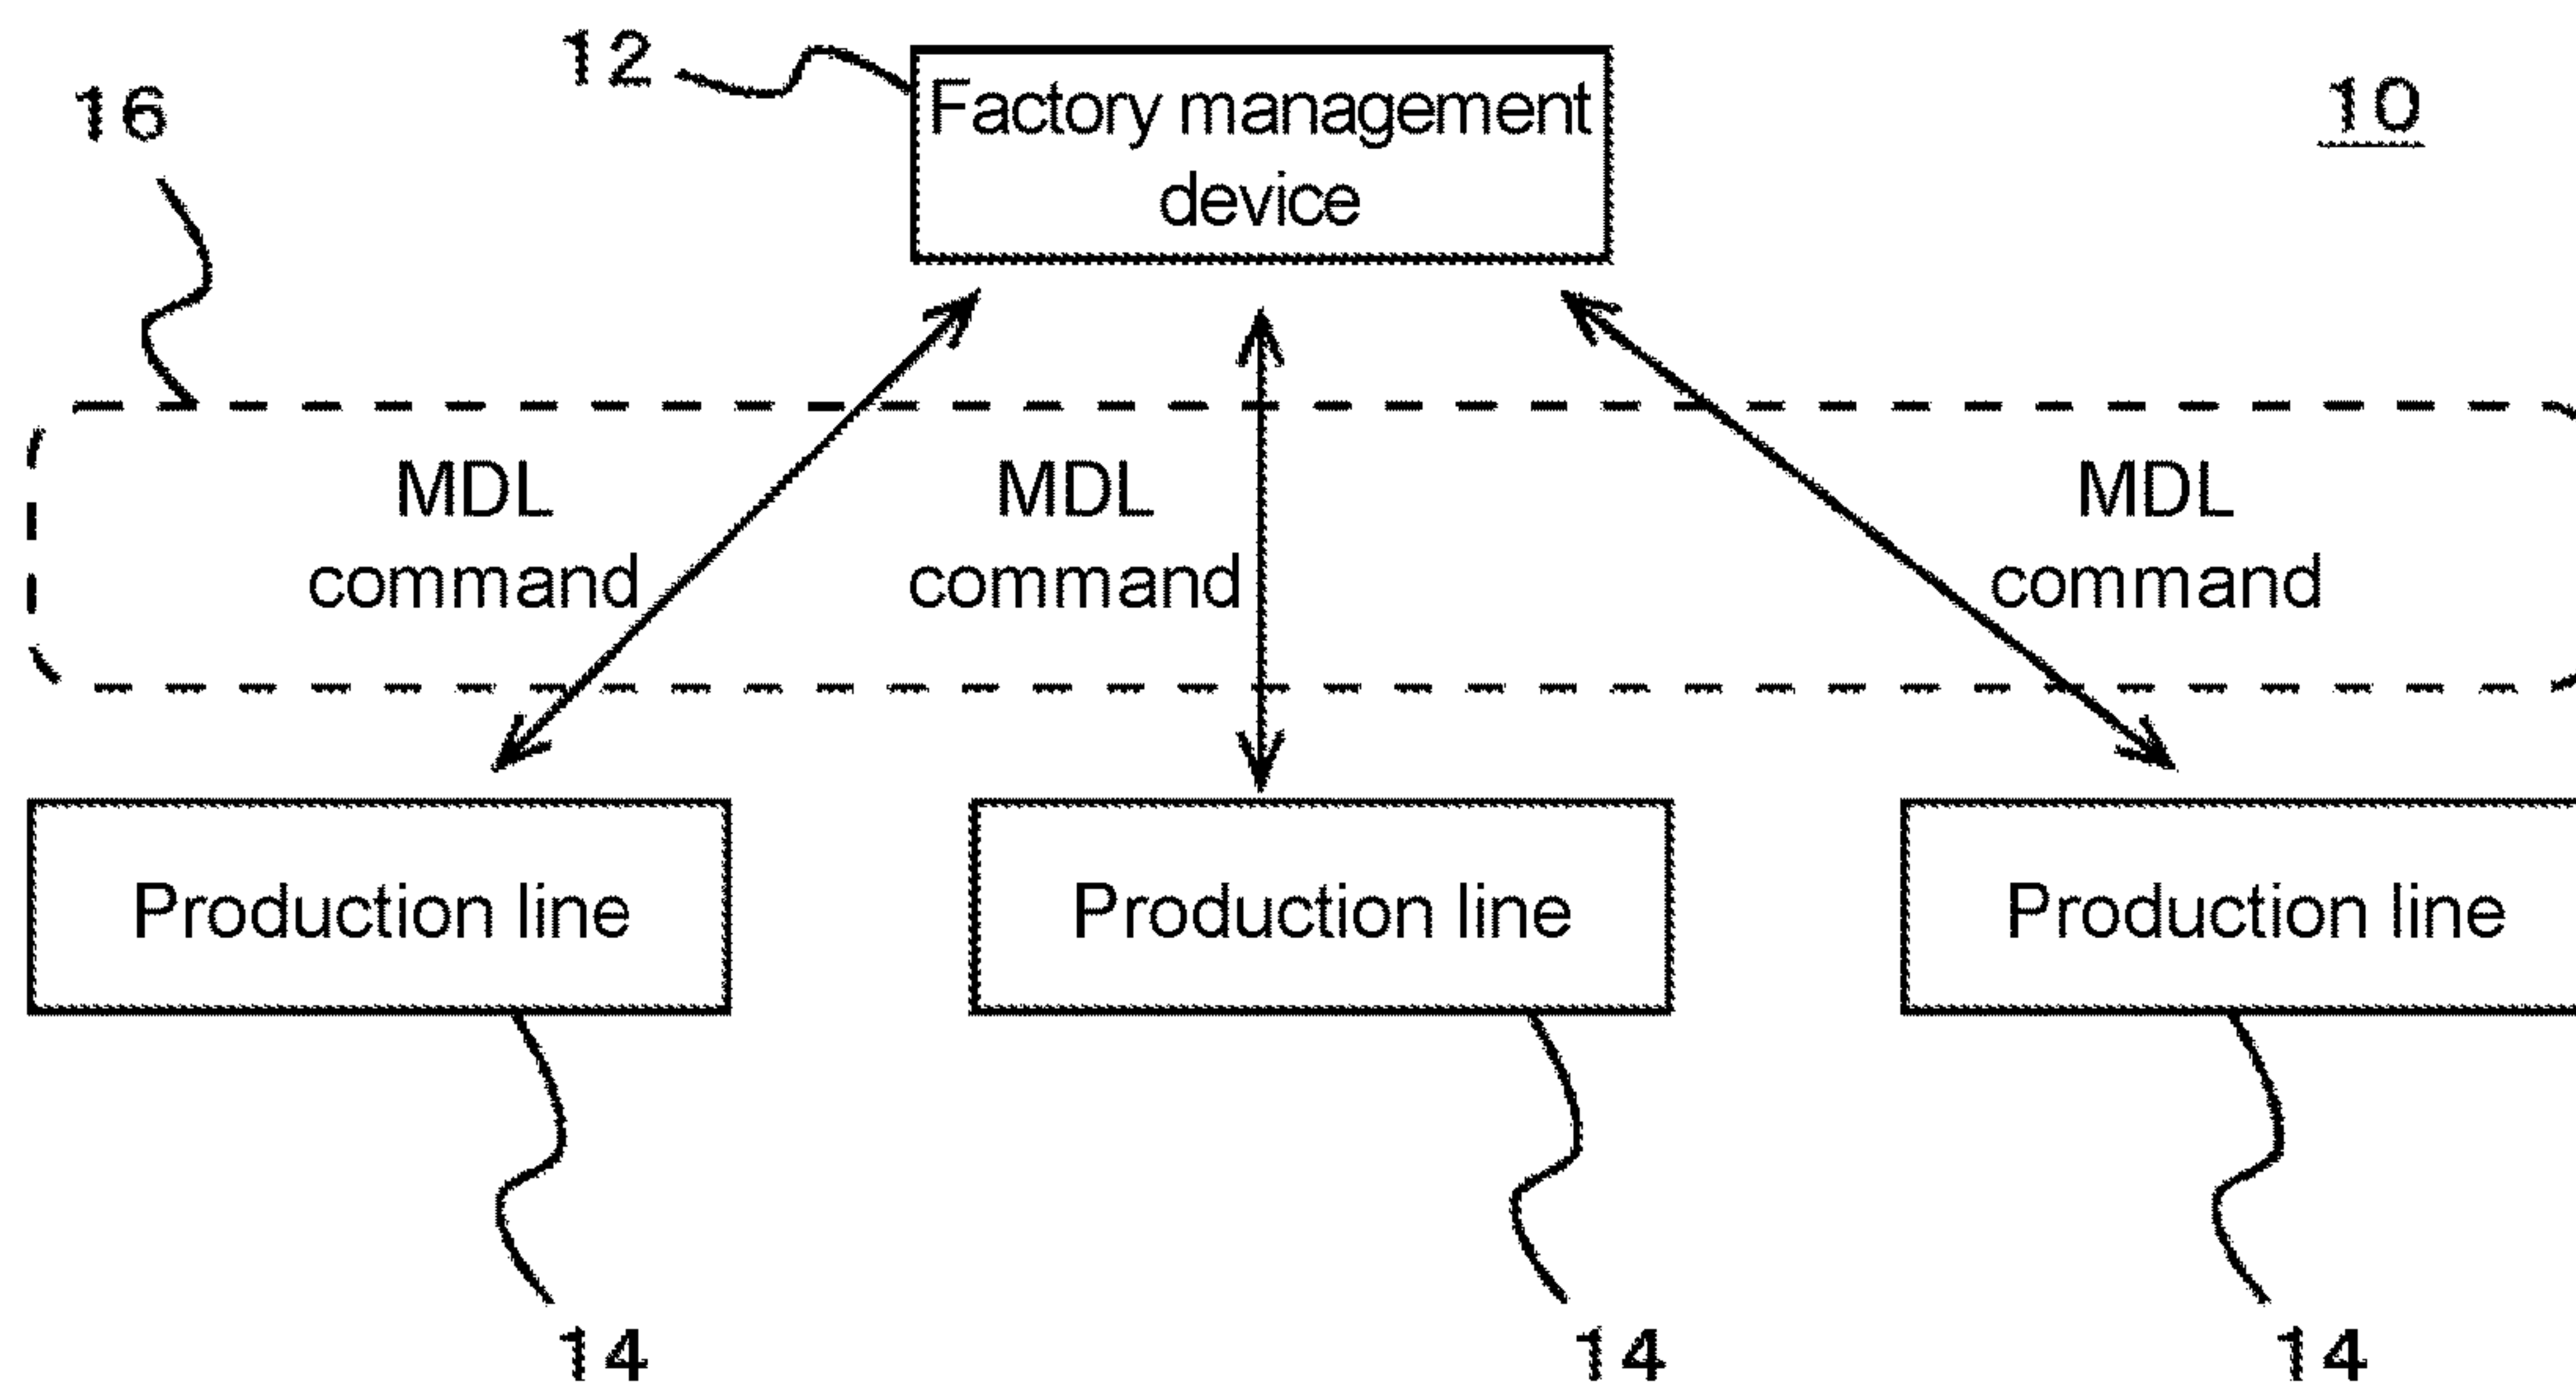 12
Factory management
device
10
16
MDL
command
MDL
command
MDL
command
Production line
Production line
Production line
14
14
14